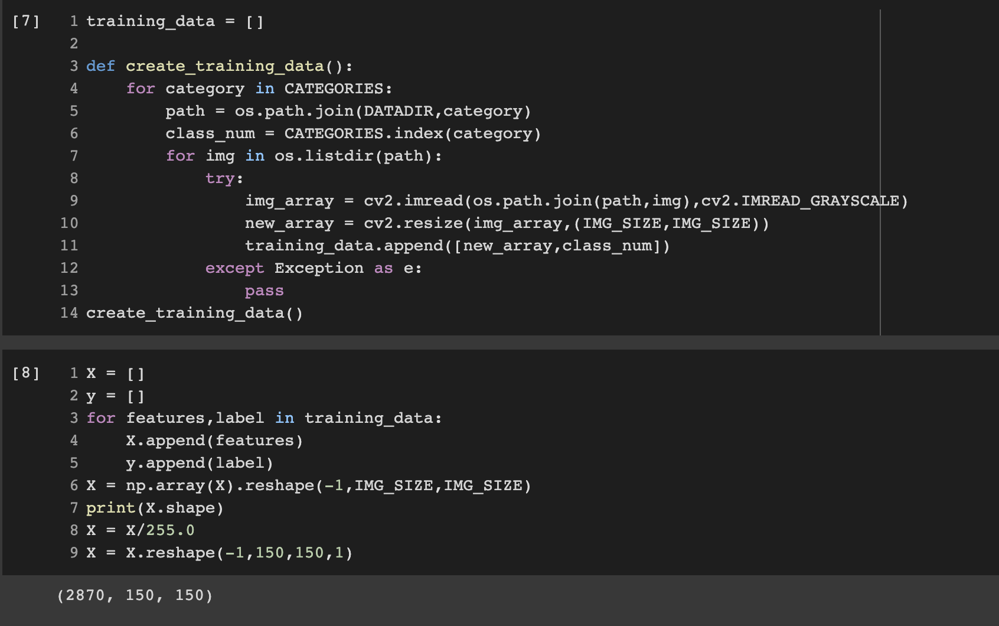 [7] 1 training_data = []
2
3 def create_training_data():
4     for category in CATEGORIES:
5         path = os.path.join(DATADIR,category)
6         class_num = CATEGORIES.index(category)
7         for img in os.listdir(path):
8             try:
9                 img_array = cv2.imread(os.path.join(path,img),cv2.IMREAD_GRAYSCALE)
10                 new_array = cv2.resize(img_array,(IMG_SIZE,IMG_SIZE))
11                 training_data.append([new_array,class_num])
12             except Exception as e:
13                 pass
14 create_training_data()
[8] 1 X = []
2 y = []
3 for features,label in training_data:
4     X.append(features)
5     y.append(label)
6 X = np.array(X).reshape(-1,IMG_SIZE,IMG_SIZE)
7 print(X.shape)
8 X = X/255.0
9 X = X.reshape(-1,150,150,1)
(2870, 150, 150)